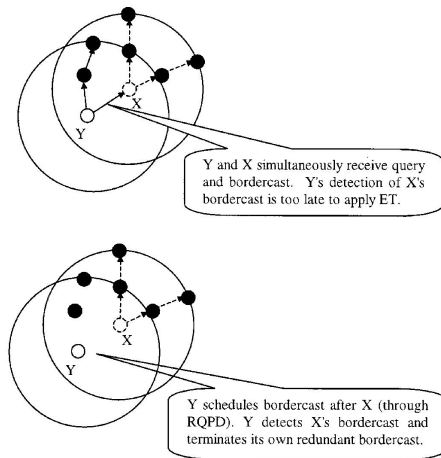 X
Y
Y and X simultaneously receive query
and bordercast. Y's detection of X's
bordercast is too late to apply ET.
X
Y
Y schedules bordercast after X (through
RQPD). Y detects X's bordercast and
terminates its own redundant bordercast.